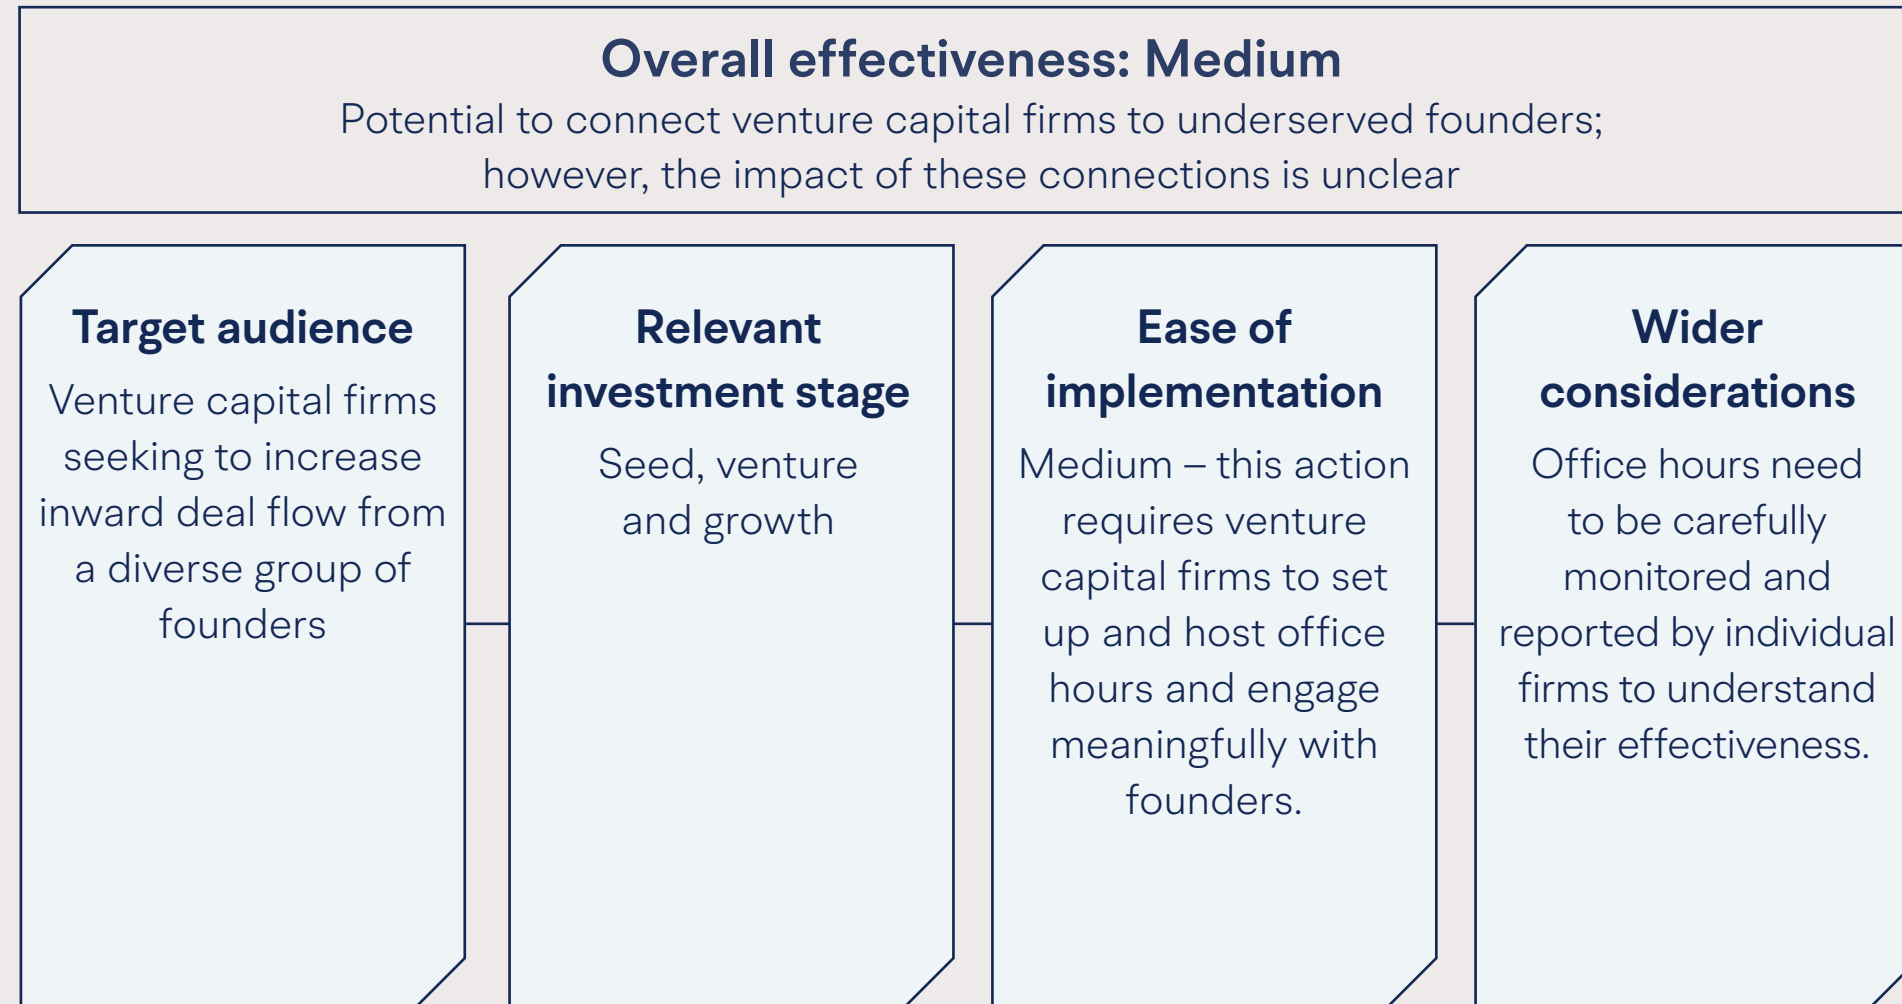 Overall effectiveness: Medium
Potential to connect venture capital firms to underserved founders;
however, the impact of these connections is unclear
Target audience
Venture capital firms
seeking to increase
inward deal flow from
a diverse group of
founders
Relevant
investment stage
Seed, venture
and growth
Ease of
implementation
Medium – this action
requires venture
capital firms to set
up and host office
hours and engage
meaningfully with
founders.
Wider
considerations
Office hours need
to be carefully
monitored and
reported by individual
firms to understand
their effectiveness.